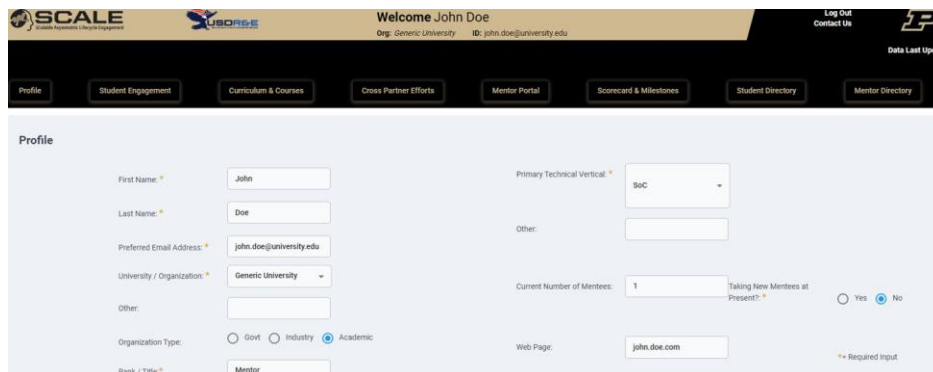 SCALE
Scalable Asymmetric Lifecycle Engagement
USDR&E
Welcome John Doe
Org: Generic University ID: john.doe@university.edu
Log Out
Contact Us
Data Last Up
Profile Student Engagement Curriculum & Courses Cross Partner Efforts Mentor Portal Scorecard & Milestones Student Directory Mentor Directory
Profile
First Name: * John
Last Name: * Doe
Preferred Email Address: * john.doe@university.edu
University / Organization: * Generic University
Other:
Organization Type: Govt Industry Academic
Rank / Title: * Mentor
Primary Technical Vertical: * SoC
Other:
Current Number of Mentees: 1 Taking New Mentees at Present?: * Yes No
Web Page: john.doe.com
*= Required Input